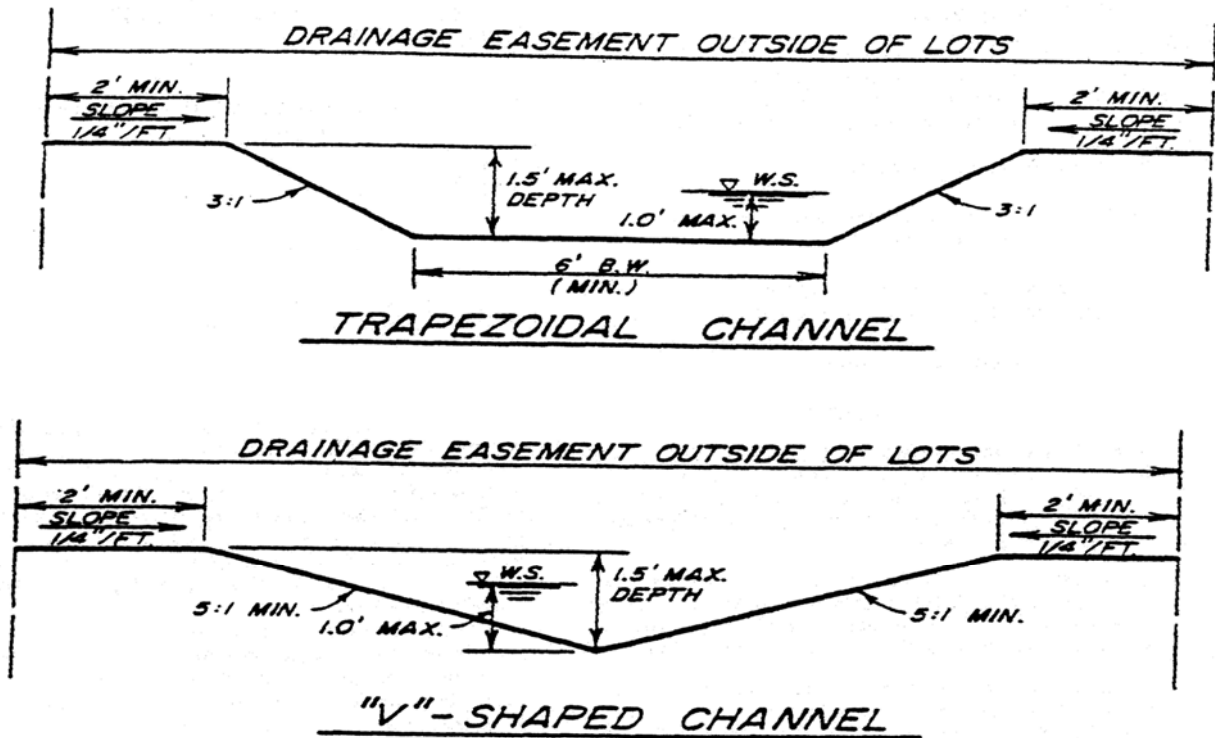 DRAINAGE EASEMENT OUTSIDE OF LOTS
2' MIN.
SLOPE
1/4"/FT.
2' MIN.
SLOPE
1/4"/FT.
3:1
1.5' MAX.
DEPTH
W.S.
1.0' MAX.
3:1
6' B.W.
(MIN.)
TRAPEZOIDAL CHANNEL
DRAINAGE EASEMENT OUTSIDE OF LOTS
2' MIN.
SLOPE
1/4"/FT.
2' MIN.
SLOPE
1/4"/FT.
5:1 MIN.
W.S.
1.0' MAX.
1.5' MAX.
DEPTH
5:1 MIN.
"V"-SHAPED CHANNEL